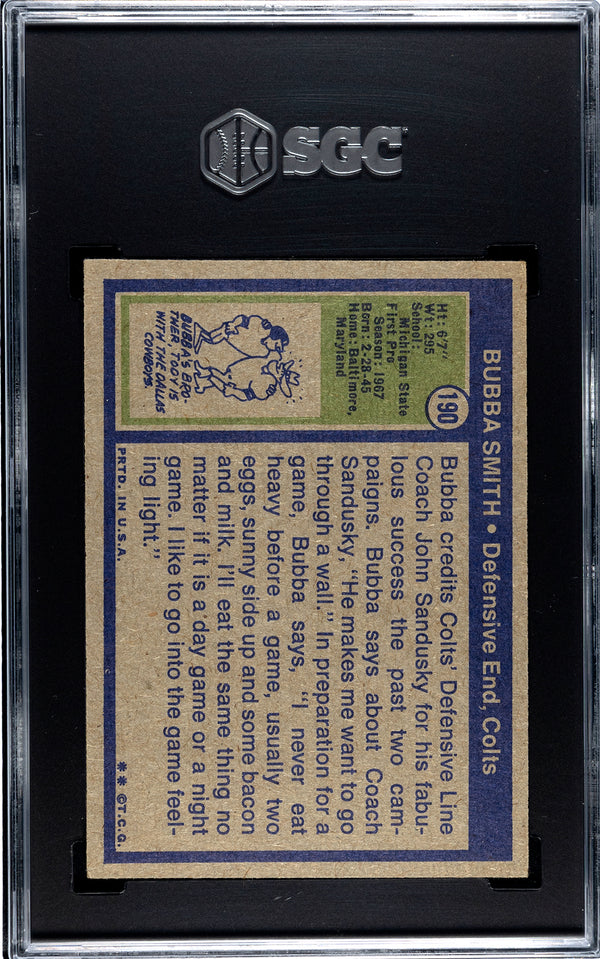 SGC
BUBBA SMITH • Defensive End, Colts
190
Ht: 6'7"
Wt: 295
School:
Michigan State
First Pro
Season: 1967
Born: 2-28-45
Home: Baltimore,
Maryland
BUBBA'S BRO-
THER TODY IS
WITH THE DALLAS
COWBOYS.
Bubba credits Colts' Defensive Line
Coach John Sandusky for his fabu-
lous success the past two cam-
paigns. Bubba says about Coach
Sandusky, "He makes me want to go
through a wall." In preparation for a
game, Bubba says, "I never eat
heavy before a game, usually two
eggs, sunny side up and some bacon
and milk. I'll eat the same thing no
matter if it is a day game or a night
game. I like to go into the game feel-
ing light."
PRTD. IN U.S.A.
** ©T.C.G.